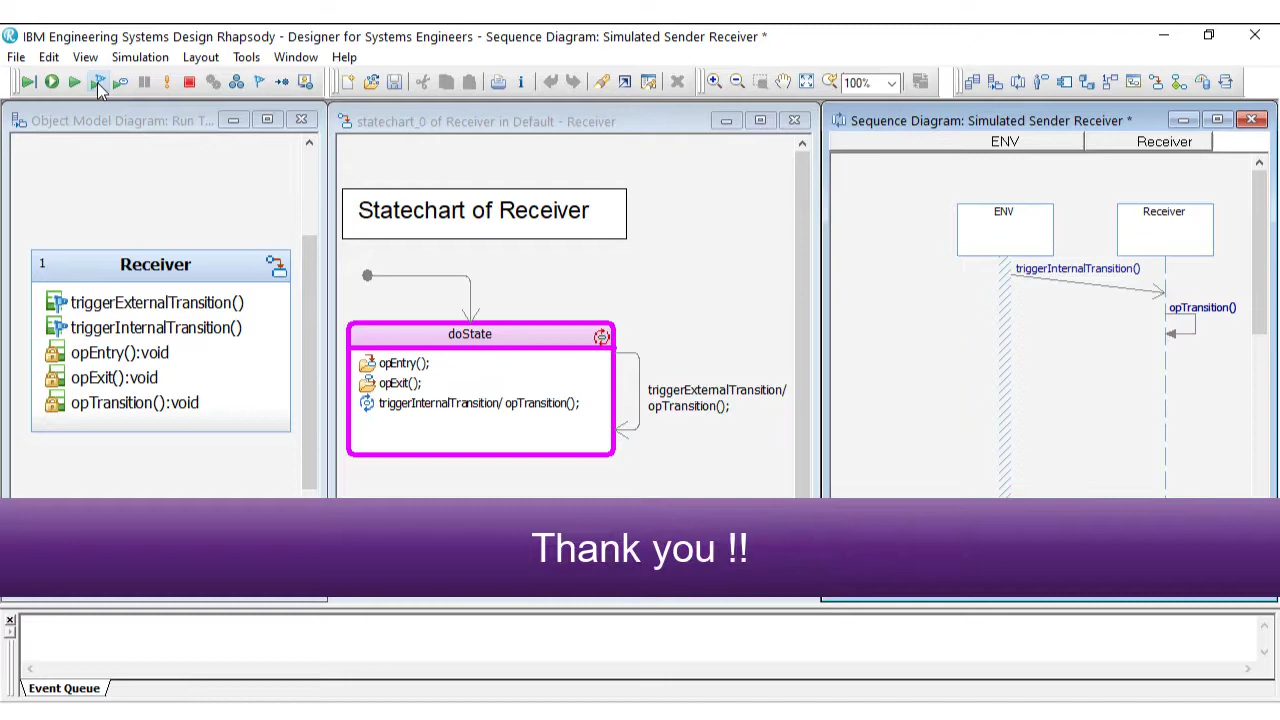 IBM Engineering Systems Design Rhapsody - Designer for Systems Engineers - Sequence Diagram: Simulated Sender Receiver *
File Edit View Simulation Layout Tools Window Help
100%
Object Model Diagram: Run T...
1 Receiver
triggerExternalTransition()
triggerInternalTransition()
opEntry():void
opExit():void
opTransition():void
statechart_0 of Receiver in Default - Receiver
Statechart of Receiver
doState
opEntry();
opExit();
triggerInternalTransition/ opTransition();
triggerExternalTransition/
opTransition();
Sequence Diagram: Simulated Sender Receiver *
ENV Receiver
ENV Receiver
triggerInternalTransition()
opTransition()
Thank you !!
Event Queue